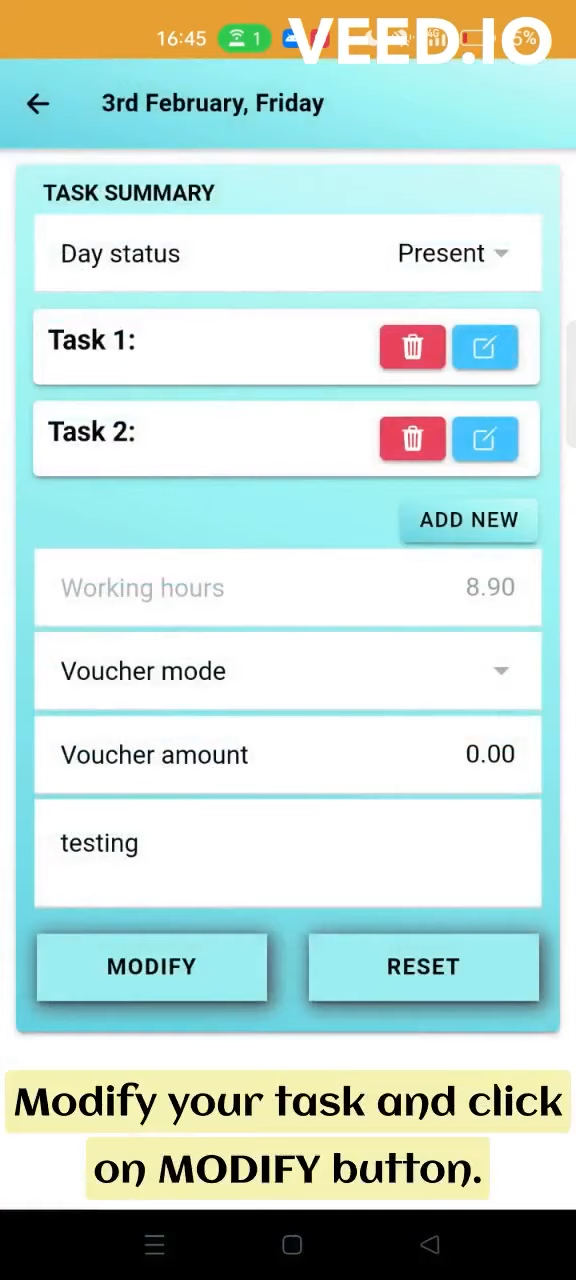 16:45 1 VEED.IO
3rd February, Friday
TASK SUMMARY
Day status Present
Task 1:
Task 2:
ADD NEW
Working hours 8.90
Voucher mode
Voucher amount 0.00
testing
MODIFY RESET
Modify your task and click
on MODIFY button.